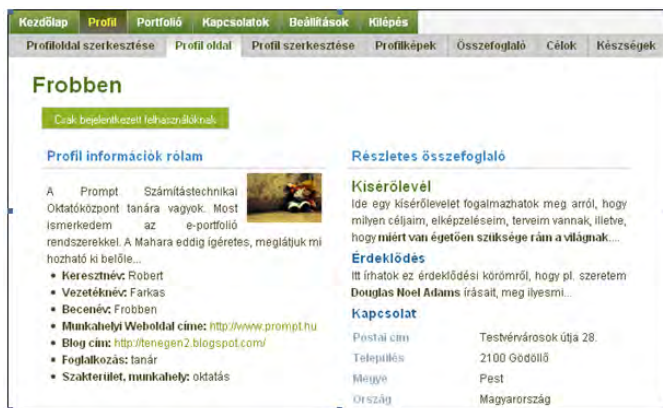 Kezdőlap Profil Portfolió Kapcsolatok Beállítások Kilépés
Profiloldal szerkesztése Profil oldal Profil szerkesztése Profilképek Összefoglaló Célok Készségek
Frobben
Csak bejelentkezett felhasználóknak
Profil információk rólam
A Prompt Számítástechnikai
Oktatóközpont tanára vagyok. Most
ismerkedem az e-portfolió
rendszerekkel. A Mahara eddig ígéretes, meglátjuk mi
hozható ki belőle...
• Keresztnév: Robert
• Vezetéknév: Farkas
• Becenév: Frobben
• Munkahelyi Weboldal címe: http://www.prompt.hu
• Blog cím: http://tenegen2.blogspot.com/
• Foglalkozás: tanár
• Szakterület, munkahely: oktatás
Részletes összefoglaló
Kísérőlevél
Ide egy kísérőlevelet fogalmazhatok meg arról, hogy
milyen céljaim, elképzeléseim, terveim vannak, illetve,
hogy miért van égetően szüksége rám a világnak....
Érdeklődés
Itt írhatok ez érdeklődési körömről, hogy pl. szeretem
Douglas Noel Adams írásait, meg ilyesmi...
Kapcsolat
Postai cím Testvérvárosok útja 28.
Település 2100 Gödöllő
Megye Pest
Ország Magyarország